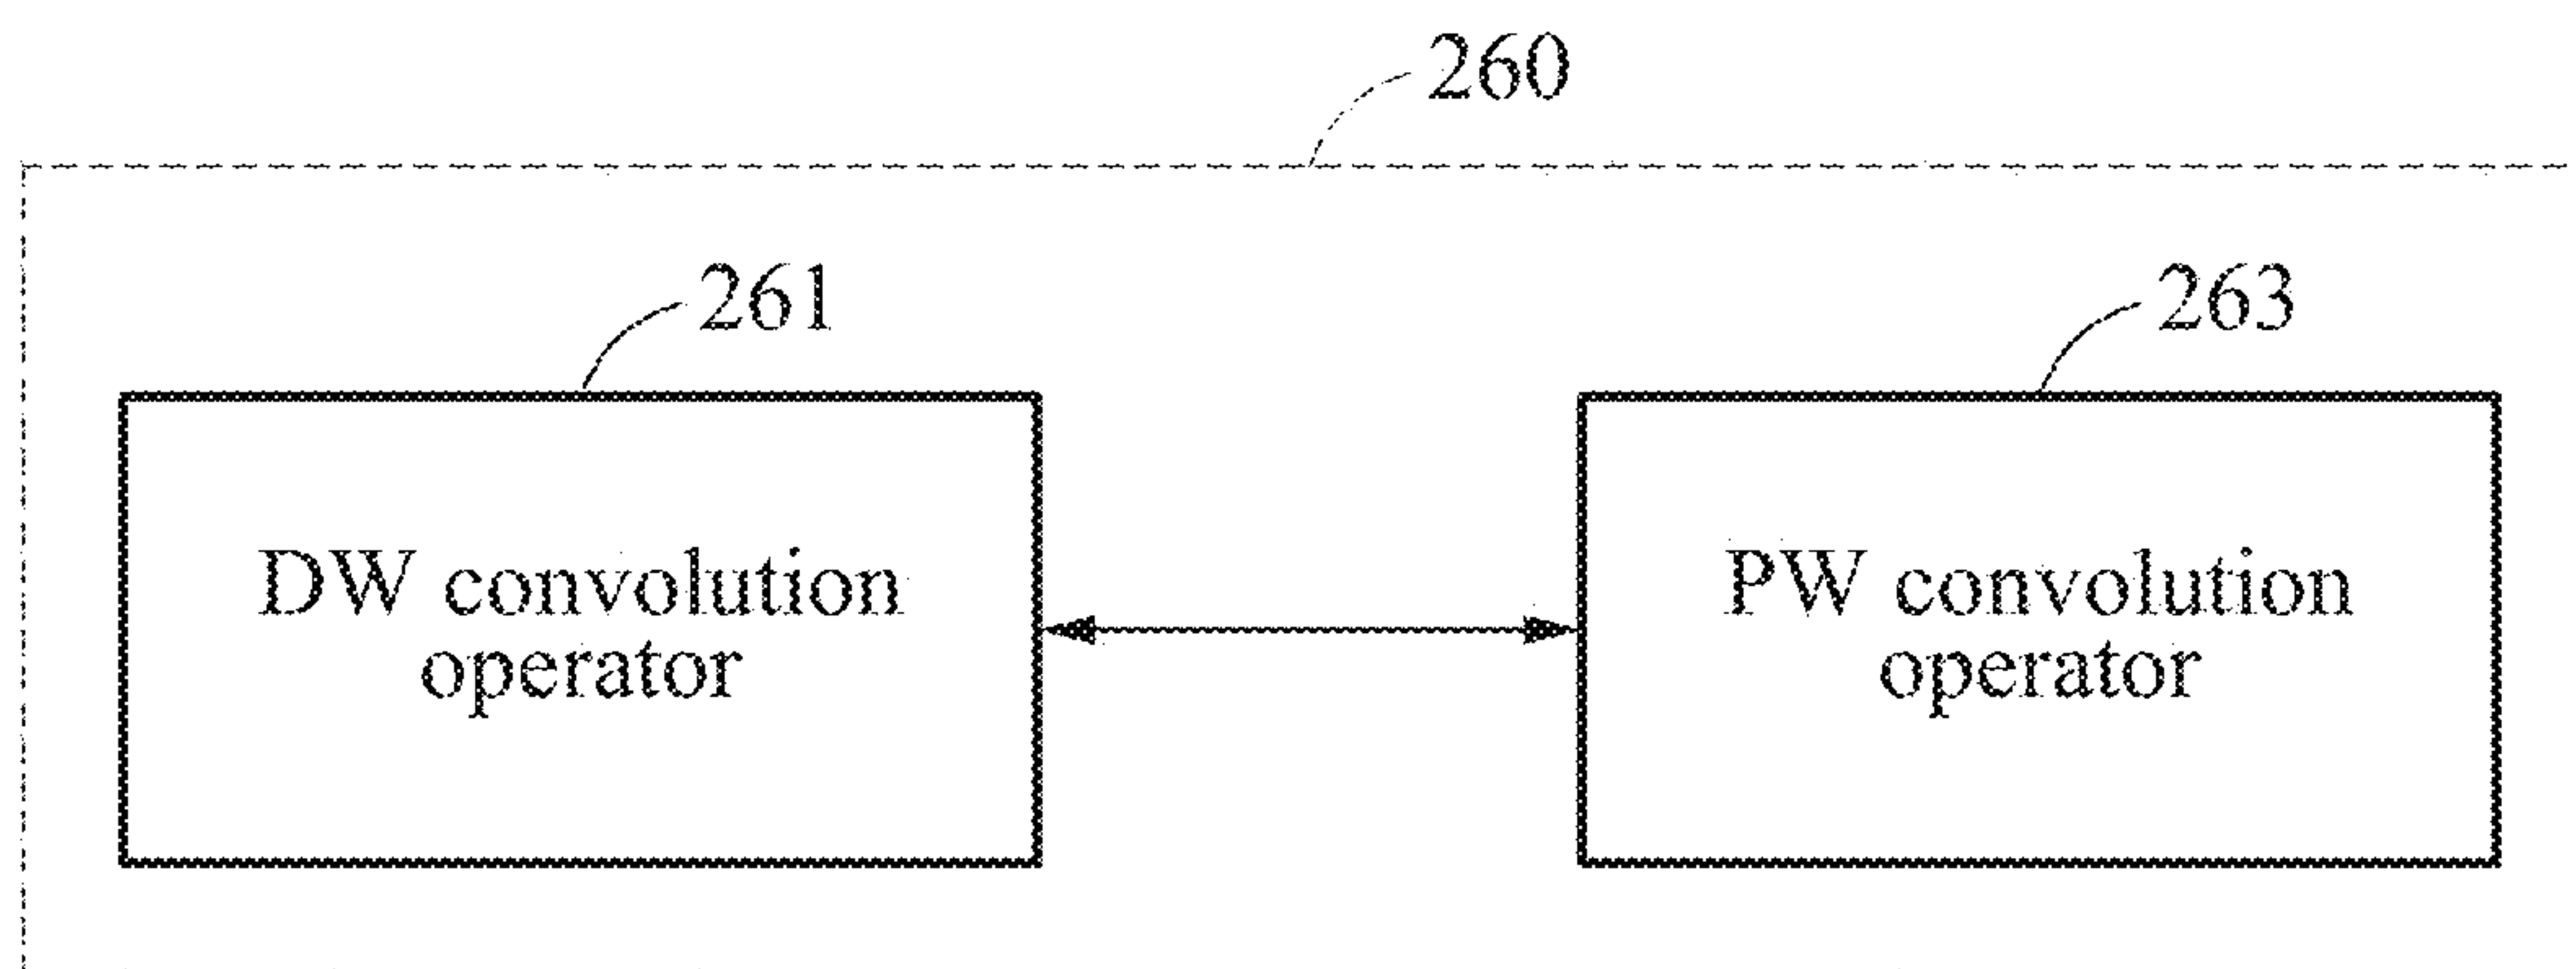 260
261
263
DW convolution
operator
PW convolution
operator